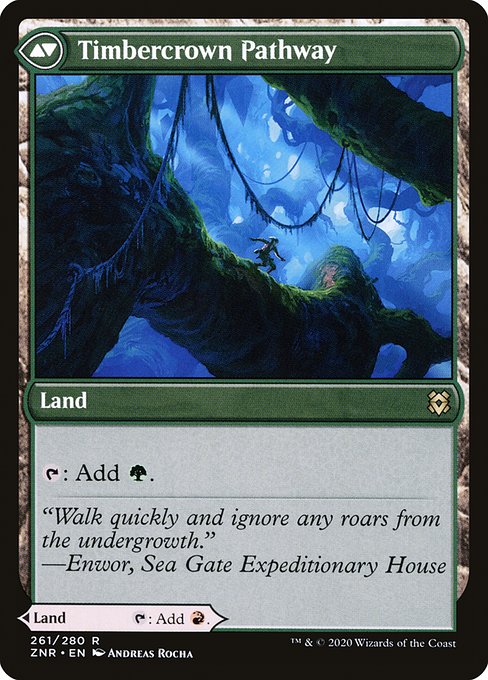 Timbercrown Pathway
Land
: Add .
“Walk quickly and ignore any roars from
the undergrowth.”
—Enwor, Sea Gate Expeditionary House
Land : Add .
261/280 R
ZNR • EN Andreas Rocha
™ & © 2020 Wizards of the Coast